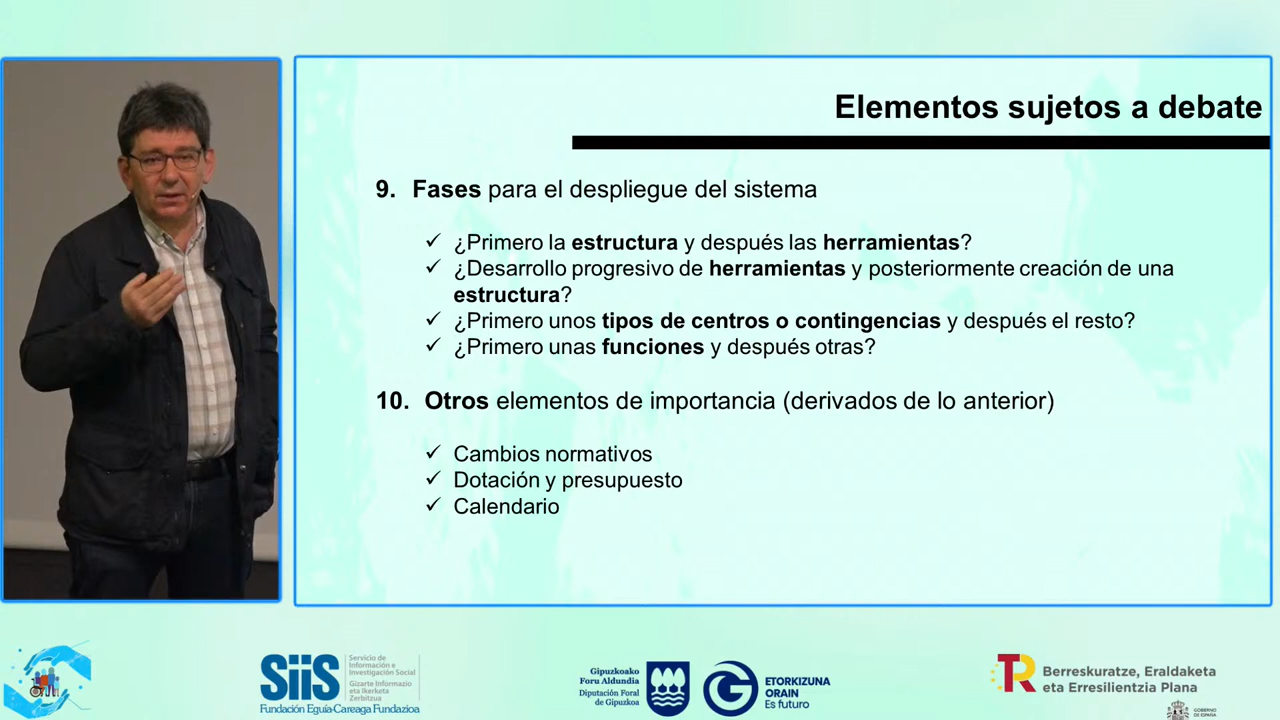 Elementos sujetos a debate
9. Fases para el despliegue del sistema
✓ ¿Primero la estructura y después las herramientas?
✓ ¿Desarrollo progresivo de herramientas y posteriormente creación de una
estructura?
✓ ¿Primero unos tipos de centros o contingencias y después el resto?
✓ ¿Primero unas funciones y después otras?
10. Otros elementos de importancia (derivados de lo anterior)
✓ Cambios normativos
✓ Dotación y presupuesto
✓ Calendario
SiiS
Servicio de
Información e
Investigación Social
Gizarte Informazio
eta Ikerketa
Zerbitzua
Fundación Eguía-Careaga Fundazioa
Gipuzkoako
Foru Aldundia
Diputación Foral
de Gipuzkoa
ETORKIZUNA
ORAIN
Es futuro
TR
Berreskuratze, Eraldaketa
eta Erresilientzia Plana
GOBIERNO
DE ESPAÑA